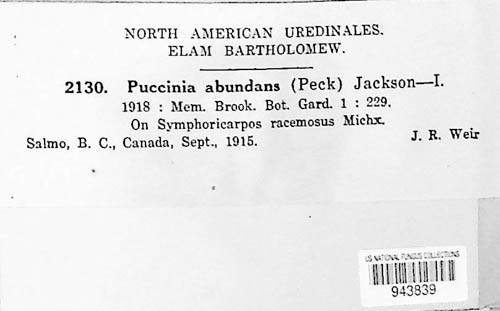 NORTH AMERICAN UREDINALES.
ELAM BARTHOLOMEW.
2130. Puccinia abundans (Peck) Jackson—I.
1918 : Mem. Brook. Bot. Gard. 1 : 229.
On Symphoricarpos racemosus Michx.
Salmo, B. C., Canada, Sept., 1915. J. R. Weir
US NATIONAL FUNGUS COLLECTIONS
943839